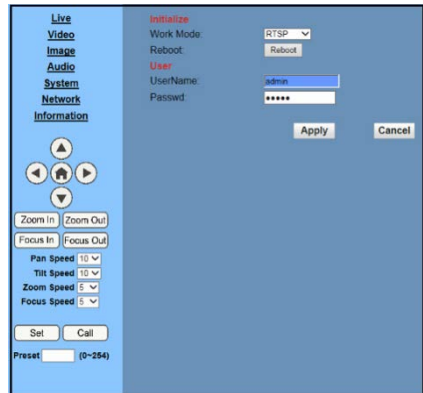 Live
Video
Image
Audio
System
Network
Information
Zoom In Zoom Out
Focus In Focus Out
Pan Speed 10
Tilt Speed 10
Zoom Speed 5
Focus Speed 5
Set Call
Preset (0~254)
Initialize
Work Mode: RTSP
Reboot: Reboot
User
UserName: admin
Passwd: •••••
Apply Cancel